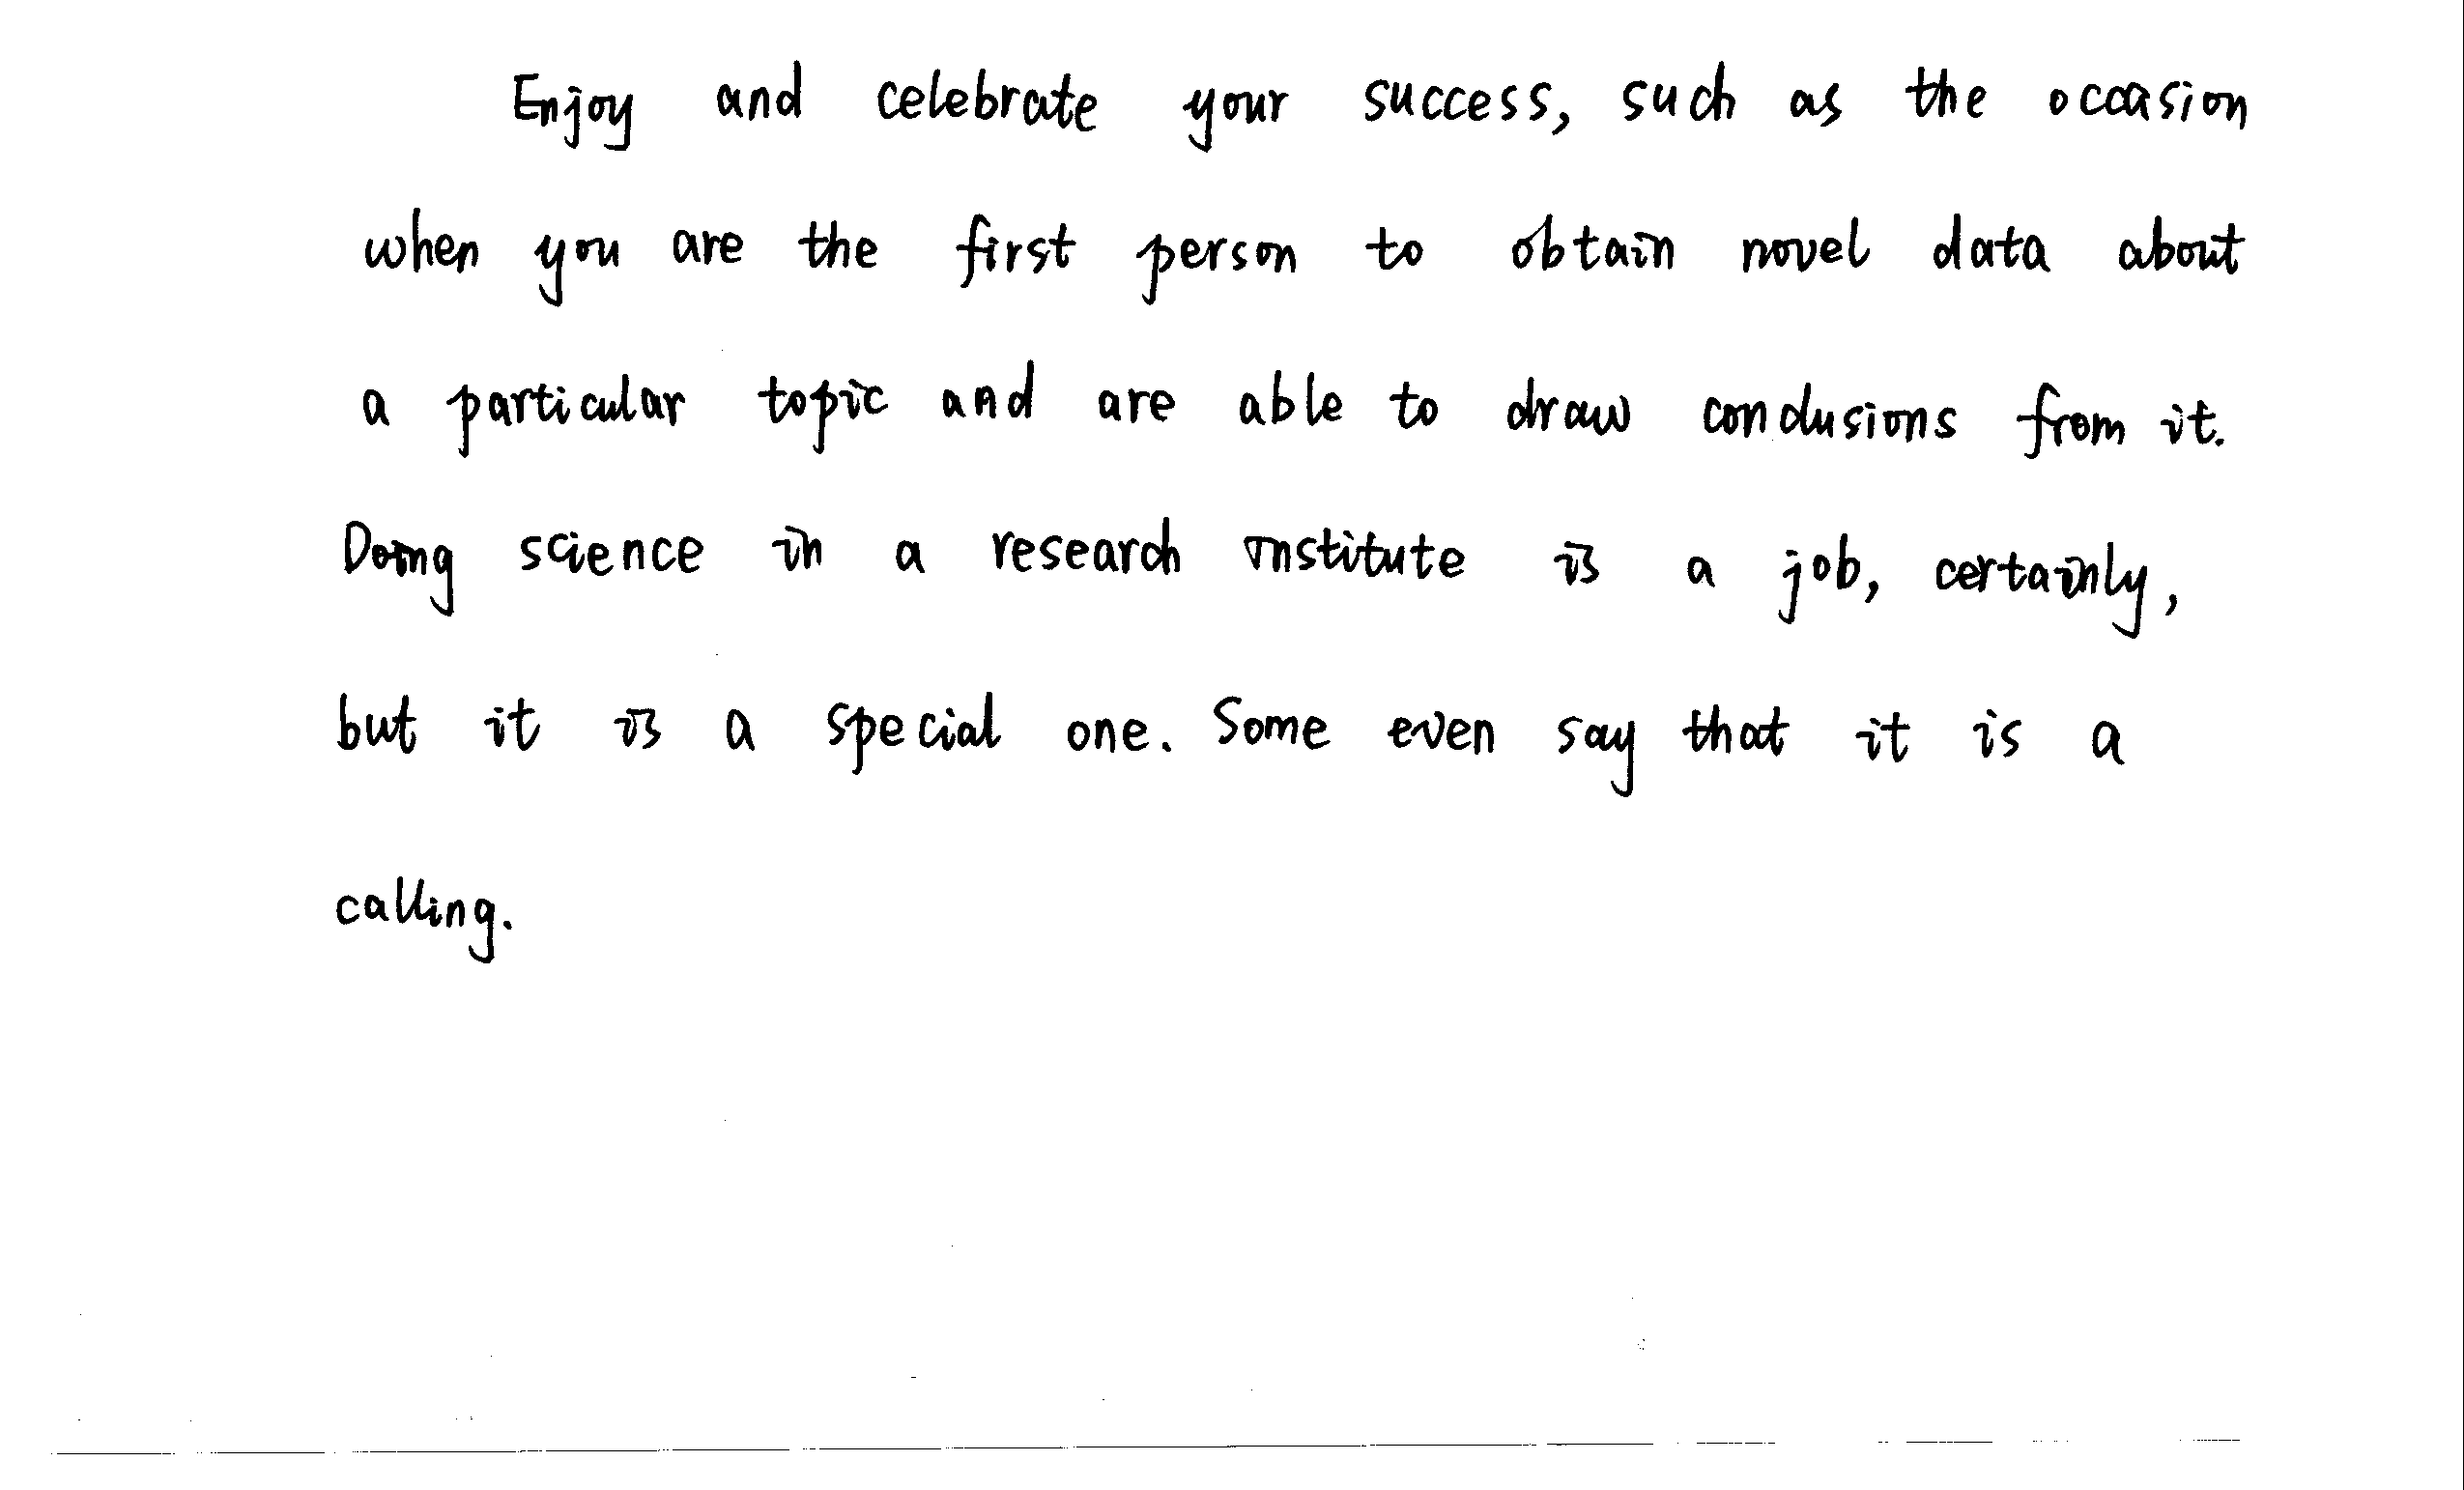 Enjoy and celebrate your success, such as the occasion
when you are the first person to obtain novel data about
a particular topic and are able to draw conclusions from it.
Doing science in a research institute is a job, certainly,
but it is a special one. Some even say that it is a
calling.